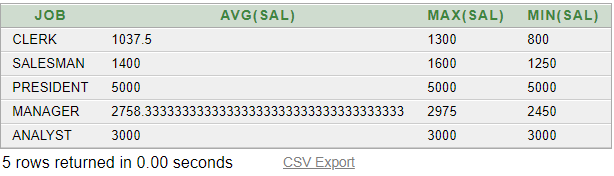 JOB AVG(SAL) MAX(SAL) MIN(SAL)
CLERK 1037.5 1300 800
SALESMAN 1400 1600 1250
PRESIDENT 5000 5000 5000
MANAGER 2758.33333333333333333333333333333333333 2975 2450
ANALYST 3000 3000 3000
5 rows returned in 0.00 seconds CSV Export